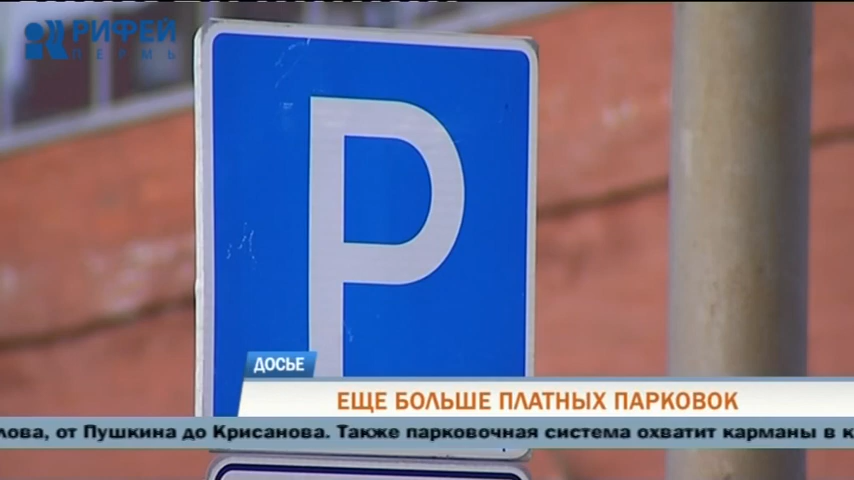 РИФЕЙ
ПЕРМЬ
P
ДОСЬЕ
ЕЩЕ БОЛЬШЕ ПЛАТНЫХ ПАРКОВОК
лова, от Пушкина до Крисанова. Также парковочная система охватит карманы в к